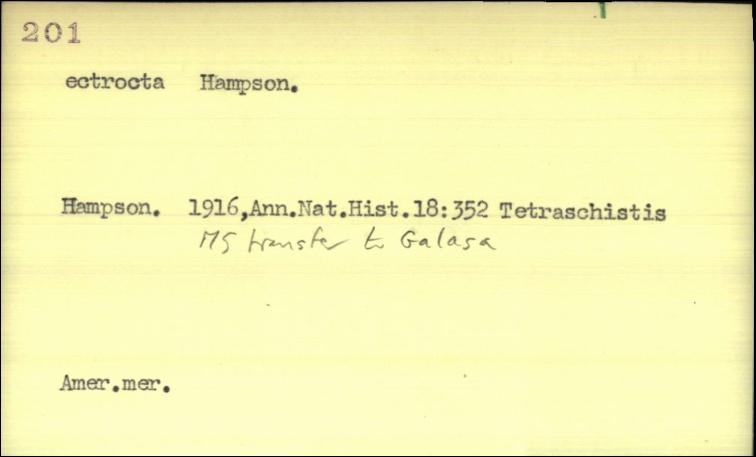 201
ectrocta Hampson.
Hampson. 1916,Ann.Nat.Hist.18:352 Tetraschistis
MS transfer to Galasa
Amer.mer.